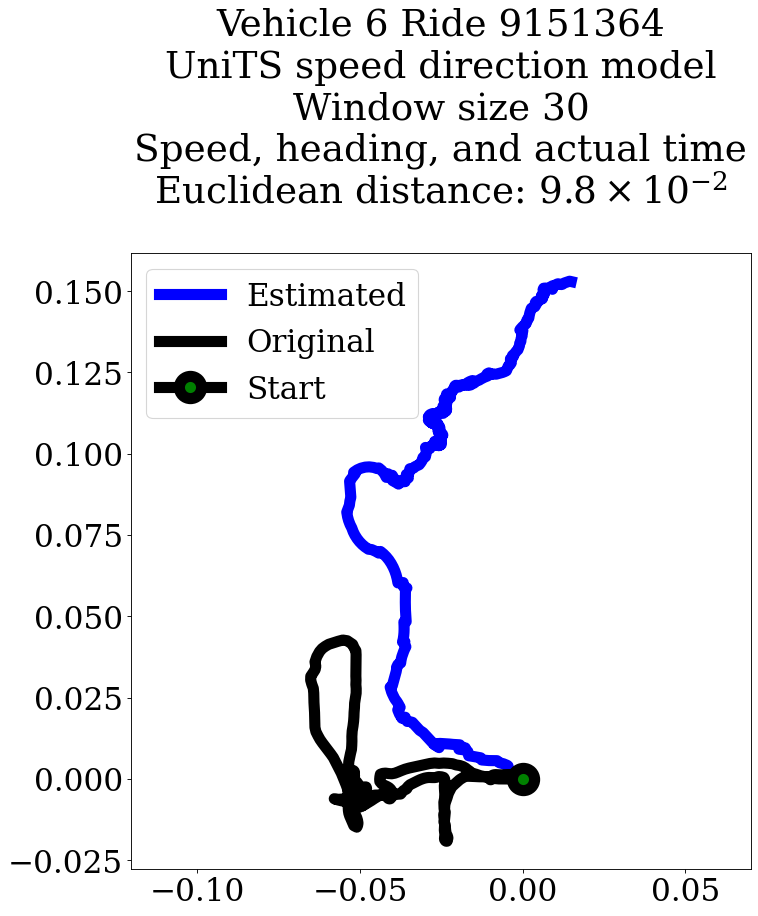 Vehicle 6 Ride 9151364
UniTS speed direction model
Window size 30
Speed, heading, and actual time
Euclidean distance: 9.8 × 10⁻²
Estimated
Original
Start
0.150
0.125
0.100
0.075
0.050
0.025
0.000
−0.025
−0.10
−0.05
0.00
0.05